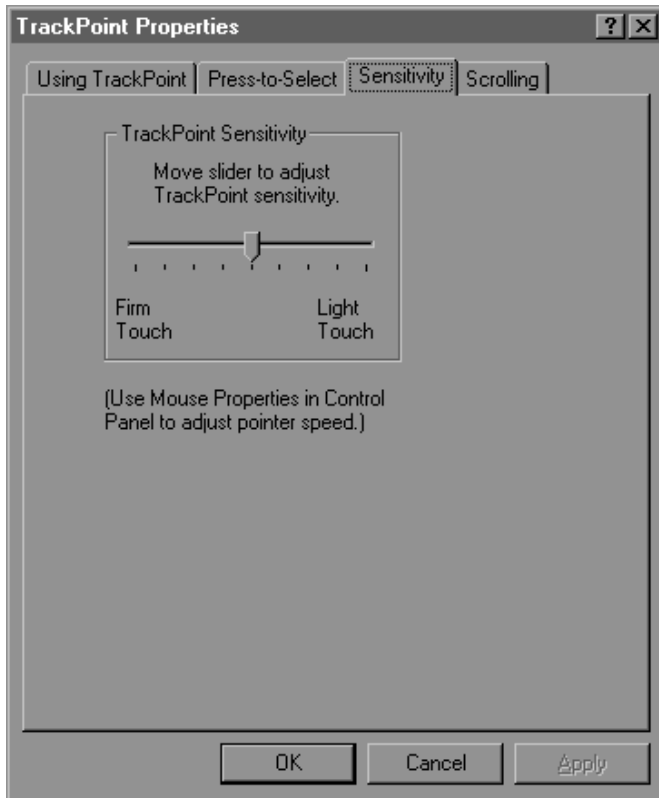 TrackPoint Properties
Using TrackPoint Press-to-Select Sensitivity Scrolling
TrackPoint Sensitivity
Move slider to adjust
TrackPoint sensitivity.
Firm Light
Touch Touch
(Use Mouse Properties in Control
Panel to adjust pointer speed.)
OK Cancel Apply